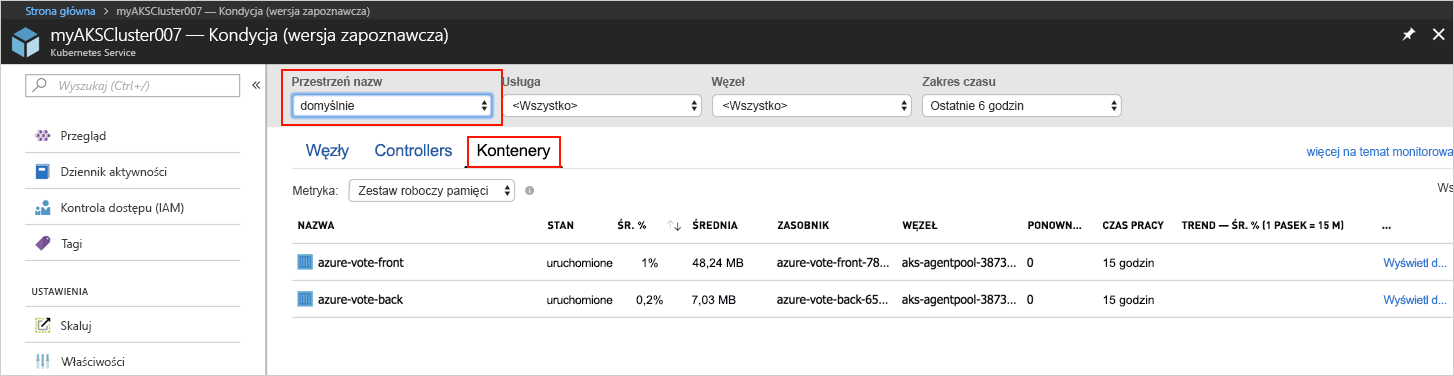 Strona główna > myAKSCluster007 — Kondycja (wersja zapoznawcza)
myAKSCluster007 — Kondycja (wersja zapoznawcza)
Kubernetes Service
Wyszukaj (Ctrl+/)
«
Przegląd
Dziennik aktywności
Kontrola dostępu (IAM)
Tagi
USTAWIENIA
Skaluj
Właściwości
Przestrzeń nazw Usługa Węzeł Zakres czasu
domyślnie <Wszystko> <Wszystko> Ostatnie 6 godzin
Węzły Controllers Kontenery
więcej na temat monitorowa
Metryka: Zestaw roboczy pamięci
Ws
NAZWA STAN ŚR. % ↑↓ ŚREDNIA ZASOBNIK WĘZEŁ PONOWN... CZAS PRACY TREND — ŚR. % (1 PASEK = 15 M) ...
azure-vote-front uruchomione 1% 48,24 MB azure-vote-front-78... aks-agentpool-3873... 0 15 godzin Wyświetl d...
azure-vote-back uruchomione 0,2% 7,03 MB azure-vote-back-65... aks-agentpool-3873... 0 15 godzin Wyświetl d...